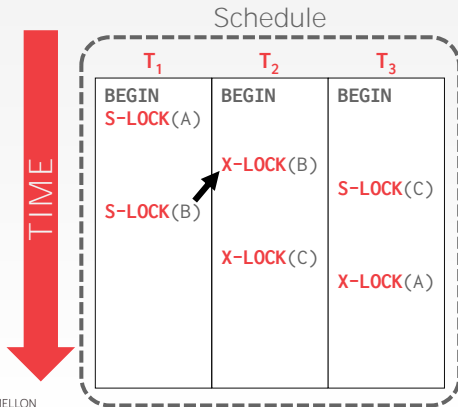 Schedule
TIME
T1 T2 T3
BEGIN BEGIN BEGIN
S-LOCK(A)
X-LOCK(B)
S-LOCK(C)
S-LOCK(B)
X-LOCK(C)
X-LOCK(A)